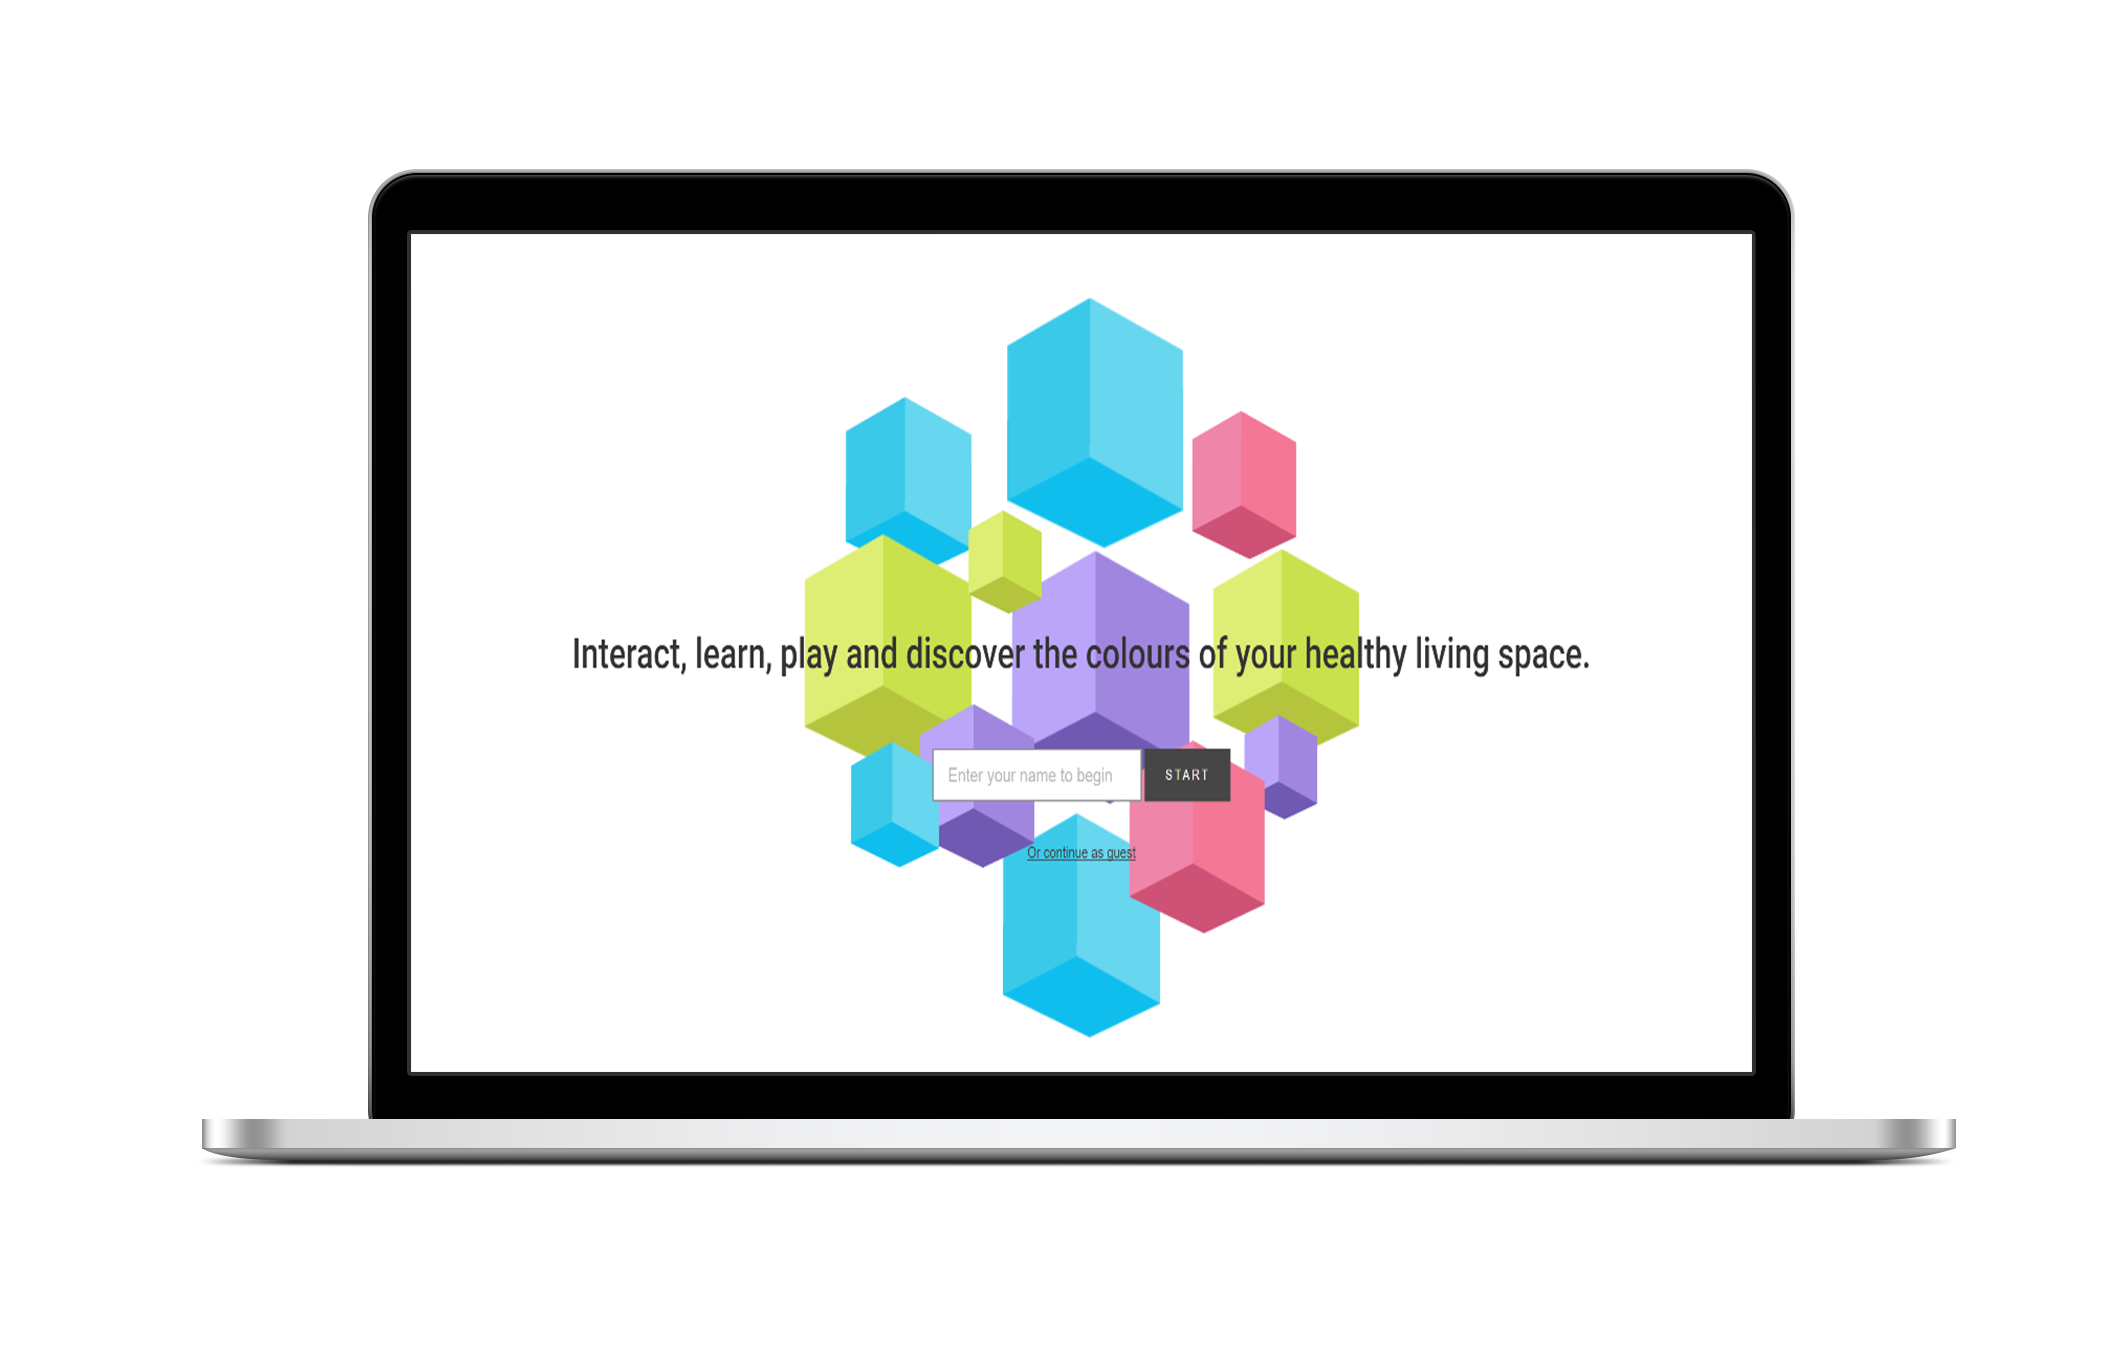 Interact, learn, play and discover the colours of your healthy living space.
Enter your name to begin
START
Or continue as guest